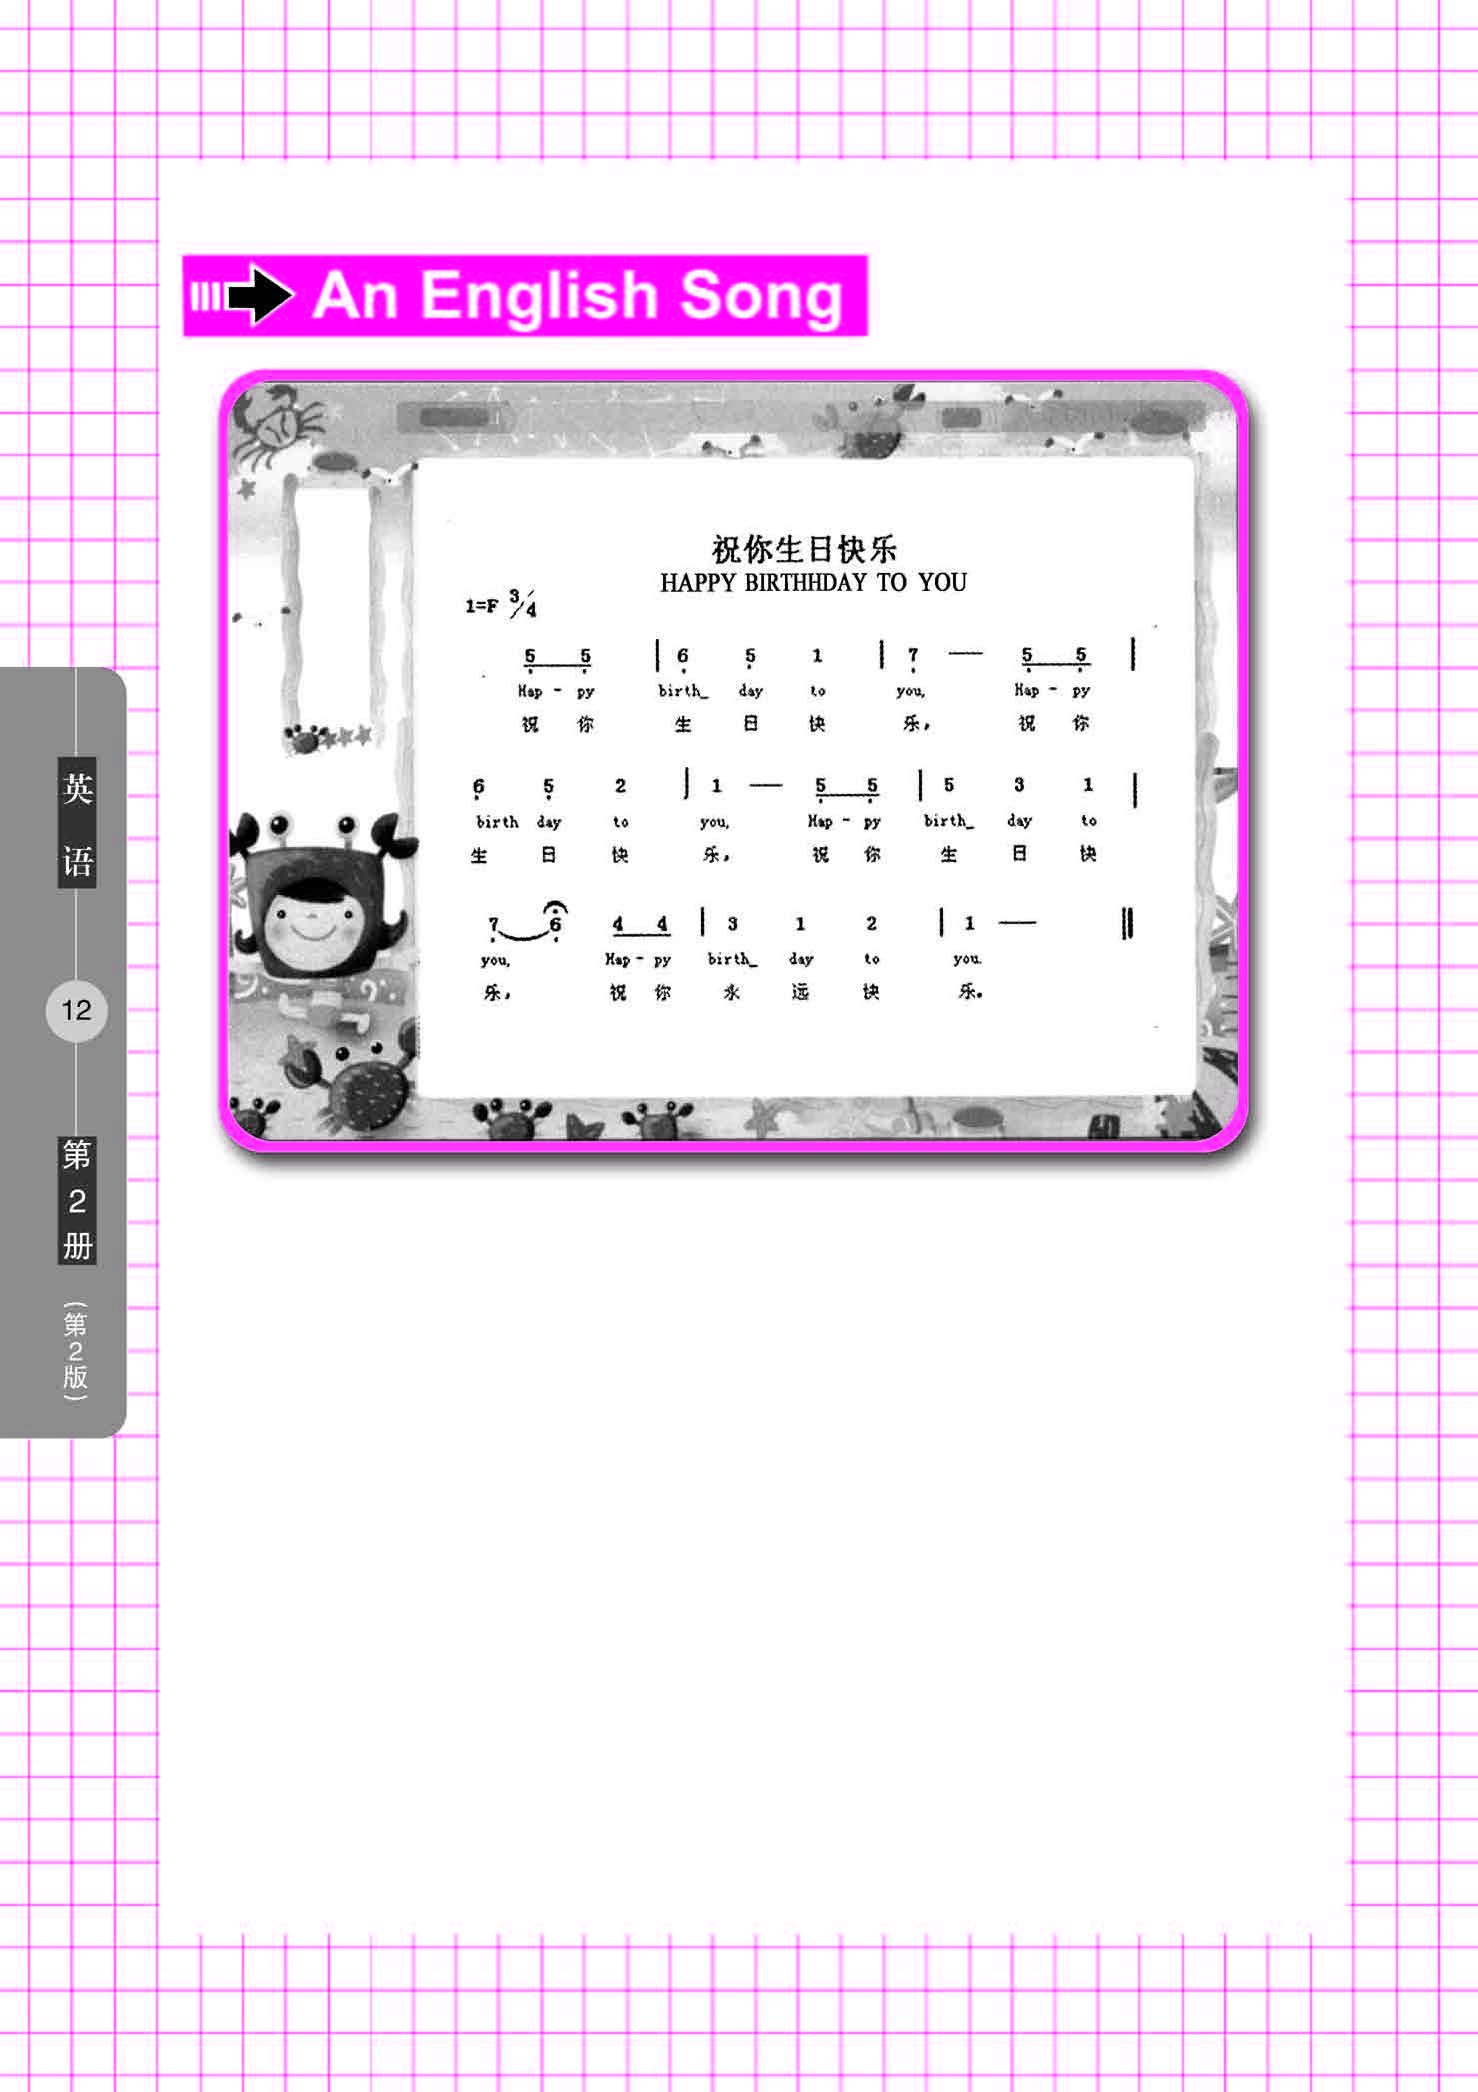 An English Song
祝你生日快乐
HAPPY BIRTHHDAY TO YOU
1=F 3/4
5 5 | 6 5 1 | 7 — 5 5 |
Hap - py birth_ day to you, Hap - py
祝 你 生 日 快 乐， 祝 你
6 5 2 | 1 — 5 5 | 5 3 1 |
birth day to you, Hap - py birth_ day to
生 日 快 乐， 祝 你 生 日 快
7 6 4 4 | 3 1 2 | 1 — ‖
you, Hap - py birth_ day to you.
乐， 祝 你 永 远 快 乐。
英语
12
第2册
（第2版）